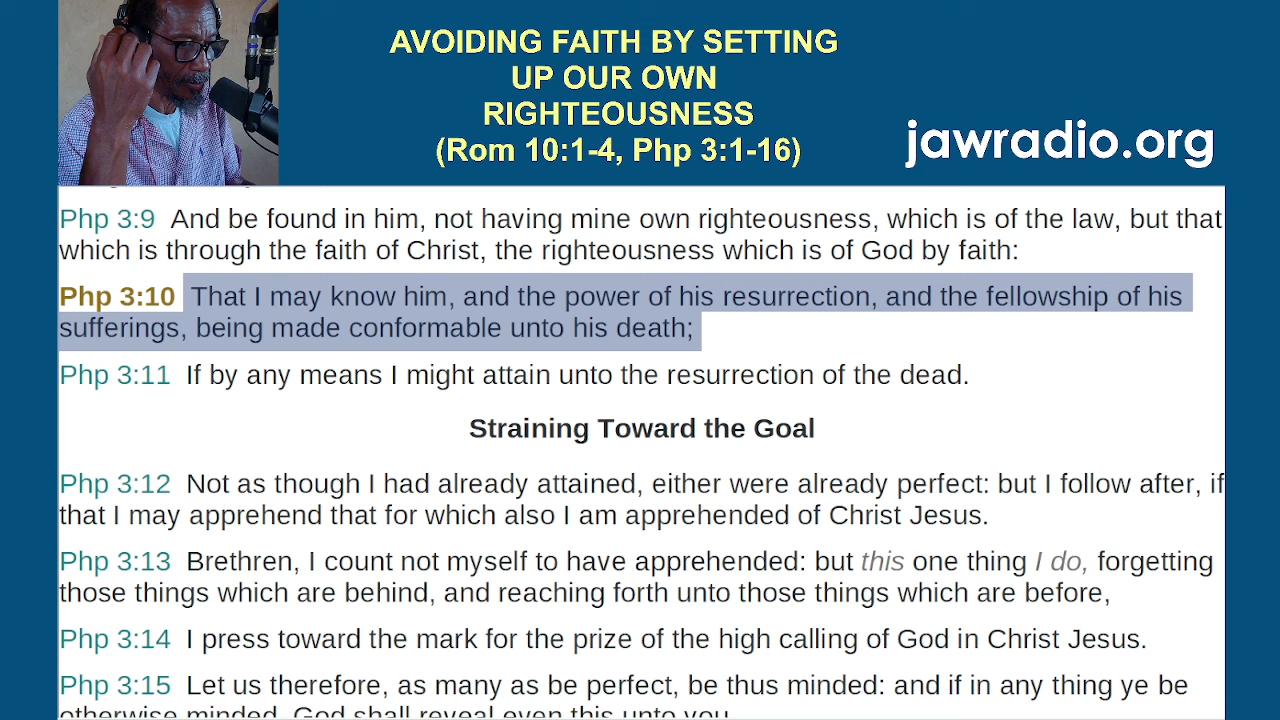 AVOIDING FAITH BY SETTING
UP OUR OWN
RIGHTEOUSNESS
(Rom 10:1-4, Php 3:1-16)
jawradio.org
Php 3:9 And be found in him, not having mine own righteousness, which is of the law, but that
which is through the faith of Christ, the righteousness which is of God by faith:
Php 3:10 That I may know him, and the power of his resurrection, and the fellowship of his
sufferings, being made conformable unto his death;
Php 3:11 If by any means I might attain unto the resurrection of the dead.
Straining Toward the Goal
Php 3:12 Not as though I had already attained, either were already perfect: but I follow after, if
that I may apprehend that for which also I am apprehended of Christ Jesus.
Php 3:13 Brethren, I count not myself to have apprehended: but this one thing I do, forgetting
those things which are behind, and reaching forth unto those things which are before,
Php 3:14 I press toward the mark for the prize of the high calling of God in Christ Jesus.
Php 3:15 Let us therefore, as many as be perfect, be thus minded: and if in any thing ye be
otherwise minded, God shall reveal even this unto you